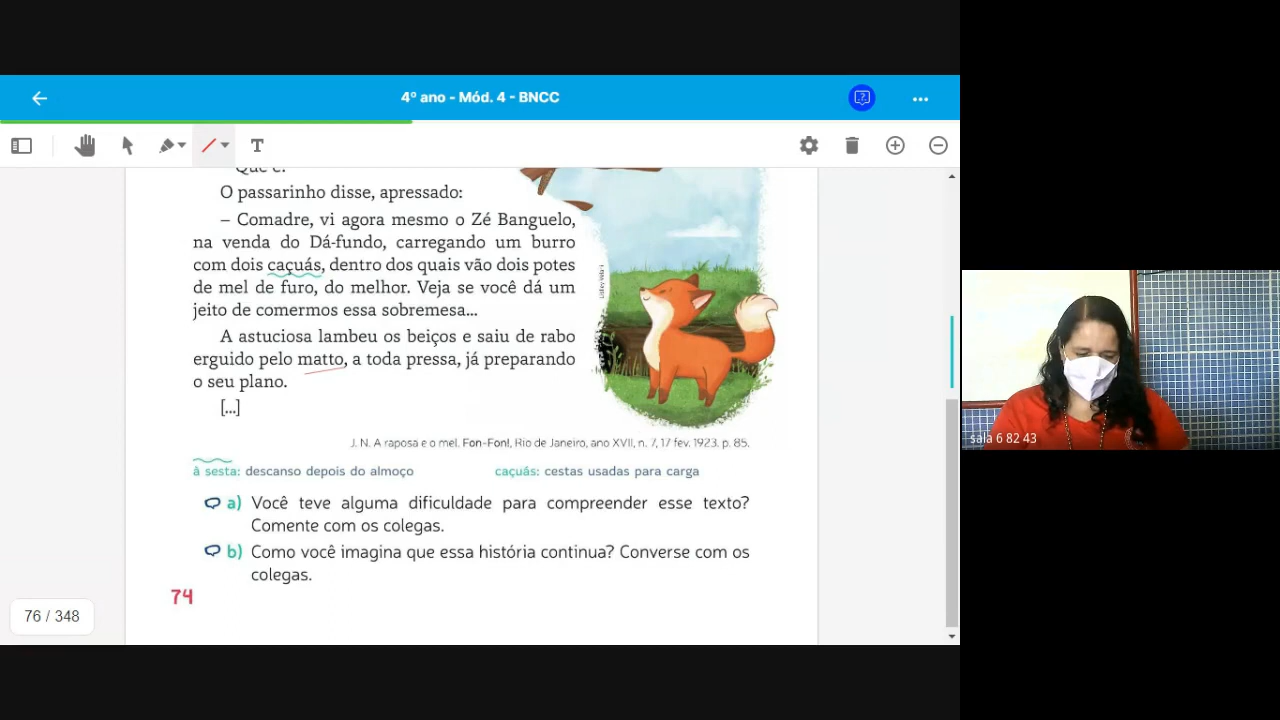 4º ano - Mód. 4 - BNCC
T
Que é?
O passarinho disse, apressado:
– Comadre, vi agora mesmo o Zé Banguelo,
na venda do Dá-fundo, carregando um burro
com dois caçuás, dentro dos quais vão dois potes
de mel de furo, do melhor. Veja se você dá um
jeito de comermos essa sobremesa...
A astuciosa lambeu os beiços e saiu de rabo
erguido pelo matto, a toda pressa, já preparando
o seu plano.
[...]
J. N. A raposa e o mel. Fon-Fon!, Rio de Janeiro, ano XVII, n. 7, 17 fev. 1923. p. 85.
à sesta: descanso depois do almoço
caçuás: cestas usadas para carga
a) Você teve alguma dificuldade para compreender esse texto?
Comente com os colegas.
b) Como você imagina que essa história continua? Converse com os
colegas.
74
76 / 348
sala 6 82 43